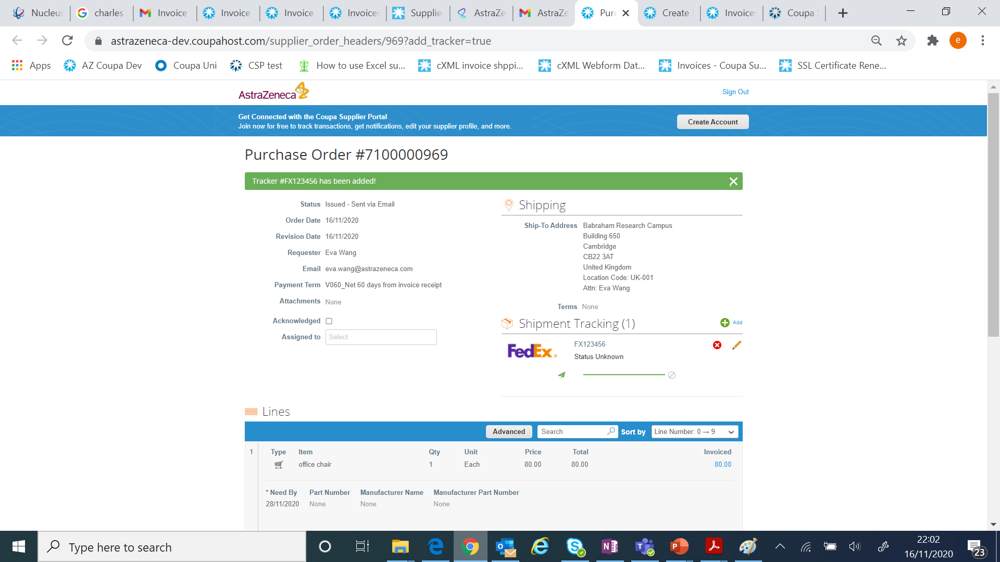 Nucleus
charles
Invoice
Invoice
Invoice
Invoices
Supplier
AstraZe
AstraZe
Pur
Create
Invoices
Coupa S
astrazeneca-dev.coupahost.com/supplier_order_headers/969?add_tracker=true
e
Apps
AZ Coupa Dev
Coupa Uni
CSP test
How to use Excel su...
cXML invoice shppi...
cXML Webform Dat...
Invoices - Coupa Su...
SSL Certificate Rene...
AstraZeneca
Sign Out
Get Connected with the Coupa Supplier Portal
Join now for free to track transactions, get notifications, edit your supplier profile, and more.
Create Account
Purchase Order #7100000969
Tracker #FX123456 has been added!
Status Issued - Sent via Email
Order Date 16/11/2020
Revision Date 16/11/2020
Requester Eva Wang
Email eva.wang@astrazeneca.com
Payment Term V060_Net 60 days from invoice receipt
Attachments None
Acknowledged
Assigned to Select
Shipping
Ship-To Address Babraham Research Campus
Building 650
Cambridge
CB22 3AT
United Kingdom
Location Code: UK-001
Attn: Eva Wang
Terms None
Shipment Tracking (1)
Add
FedEx®
FX123456
Status Unknown
Lines
Advanced
Search
Sort by
Line Number: 0 → 9
1 Type Item Qty Unit Price Total Invoiced
office chair 1 Each 80.00 80.00 80.00
* Need By Part Number Manufacturer Name Manufacturer Part Number
28/11/2020 None None None
Type here to search
22:02
16/11/2020
23